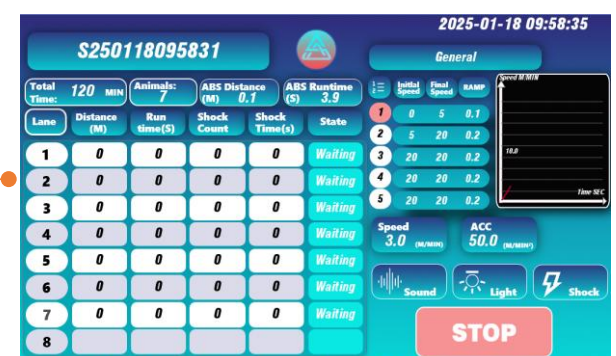 2025-01-18 09:58:35
S250118095831
General
Total Time: 120 MIN
Animals: 7
ABS Distance (M) 0.1
ABS Runtime (S) 3.9
Lane Distance (M) Run time(S) Shock Count Shock Time(s) State
1 0 0 0 0 Waiting
2 0 0 0 0 Waiting
3 0 0 0 0 Waiting
4 0 0 0 0 Waiting
5 0 0 0 0 Waiting
6 0 0 0 0 Waiting
7 0 0 0 0 Waiting
8
Initial Speed Final Speed RAMP
1 0 5 0.1
2 5 20 0.2
3 20 20 0.2
4 20 20 0.2
5 20 20 0.2
Speed M/MIN
10.0
Time SEC
Speed 3.0 (M/MIN)
ACC 50.0 (M/MIN²)
Sound
Light
Shock
STOP